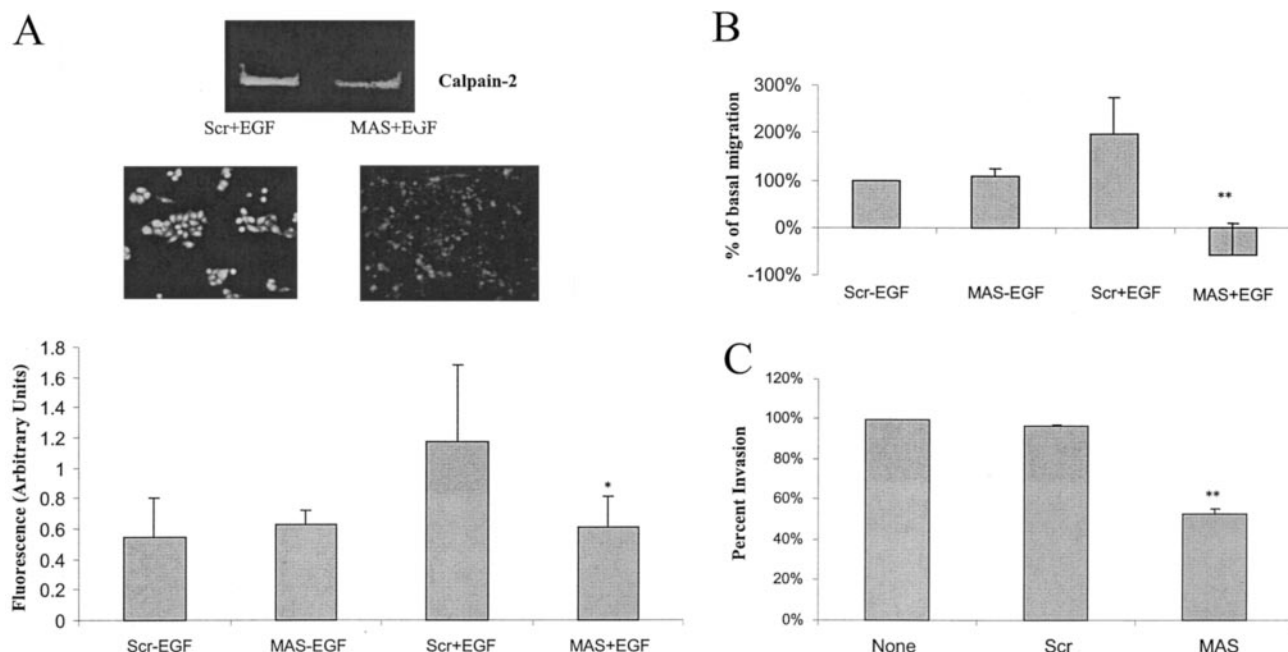 A
Calpain-2
Scr+EGF MAS+EGF
Fluorescence (Arbitrary Units)
1.8
1.6
1.4
1.2
1
0.8
0.6
0.4
0.2
0
*
Scr-EGF MAS-EGF Scr+EGF MAS+EGF
B
% of basal migration
300%
200%
100%
0%
-100%
**
Scr-EGF MAS-EGF Scr+EGF MAS+EGF
C
Percent Invasion
120%
100%
80%
60%
40%
20%
0%
**
None Scr MAS